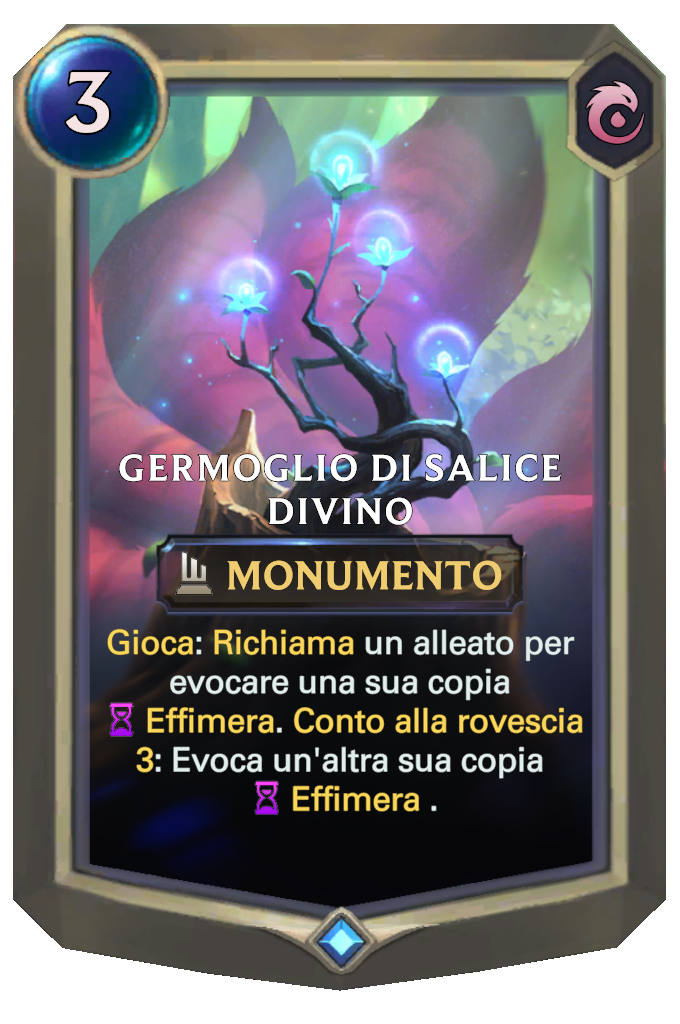 3
GERMOGLIO DI SALICE
DIVINO
MONUMENTO
Gioca: Richiama un alleato per
evocare una sua copia
Effimera. Conto alla rovescia
3: Evoca un'altra sua copia
Effimera .